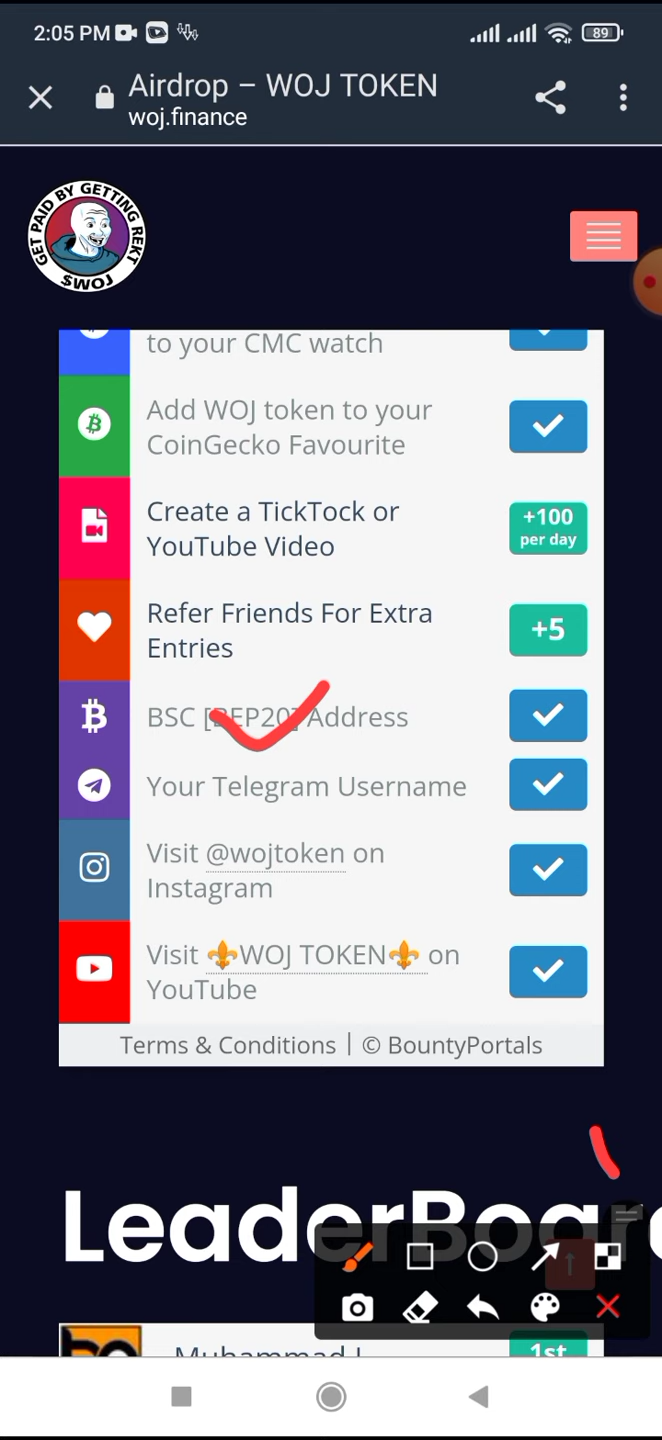 2:05 PM
89
Airdrop – WOJ TOKEN
woj.finance
GET PAID BY GETTING REKT
$WOJ
to your CMC watch
Add WOJ token to your
CoinGecko Favourite
Create a TickTock or
YouTube Video
+100
per day
Refer Friends For Extra
Entries
+5
BSC [BEP20] Address
Your Telegram Username
Visit @wojtoken on
Instagram
Visit ⚜WOJ TOKEN⚜ on
YouTube
Terms & Conditions | © BountyPortals
LeaderBoar
Muhammad I
1st